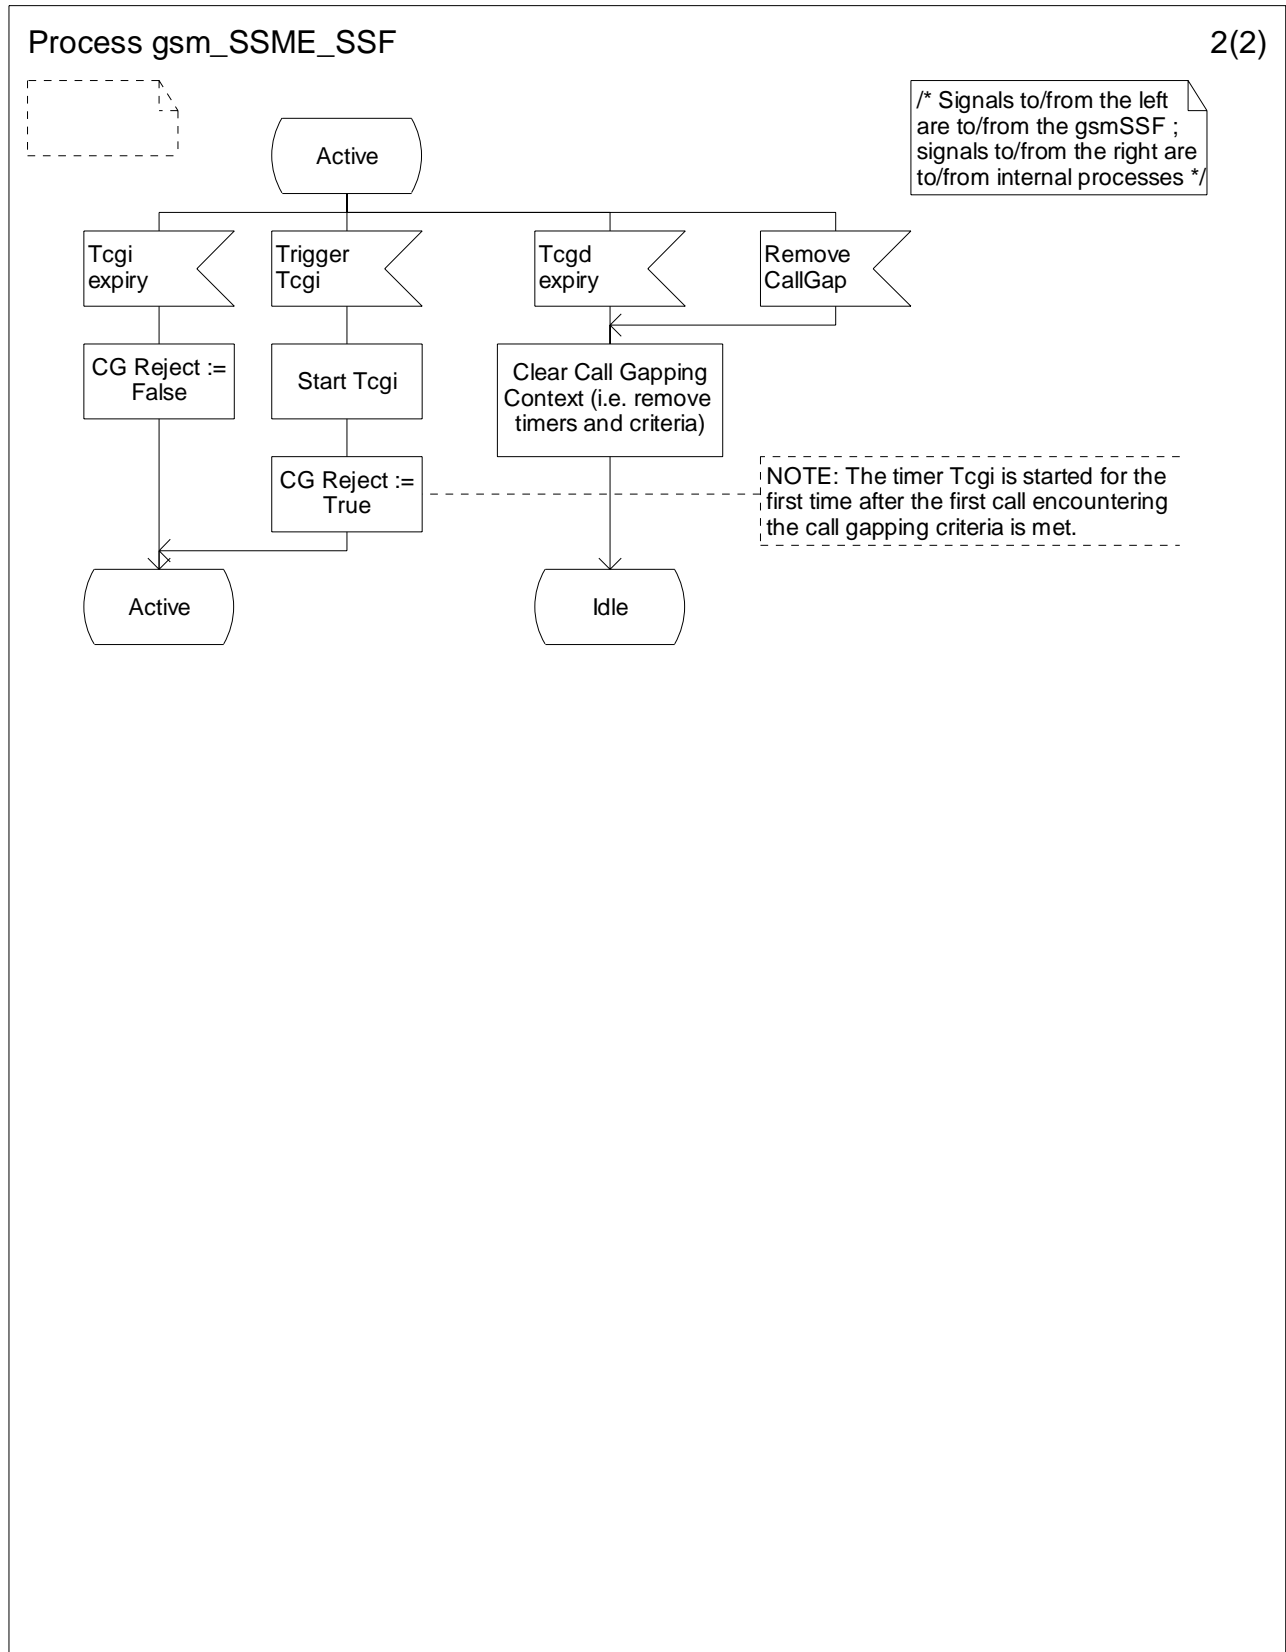 Process gsm_SSME_SSF
2(2)
/* Signals to/from the left
are to/from the gsmSSF ;
signals to/from the right are
to/from internal processes */
Active
Tcgi
expiry
Trigger
Tcgi
Tcgd
expiry
Remove
CallGap
CG Reject :=
False
Start Tcgi
Clear Call Gapping
Context (i.e. remove
timers and criteria)
CG Reject :=
True
NOTE: The timer Tcgi is started for the
first time after the first call encountering
the call gapping criteria is met.
Active
Idle